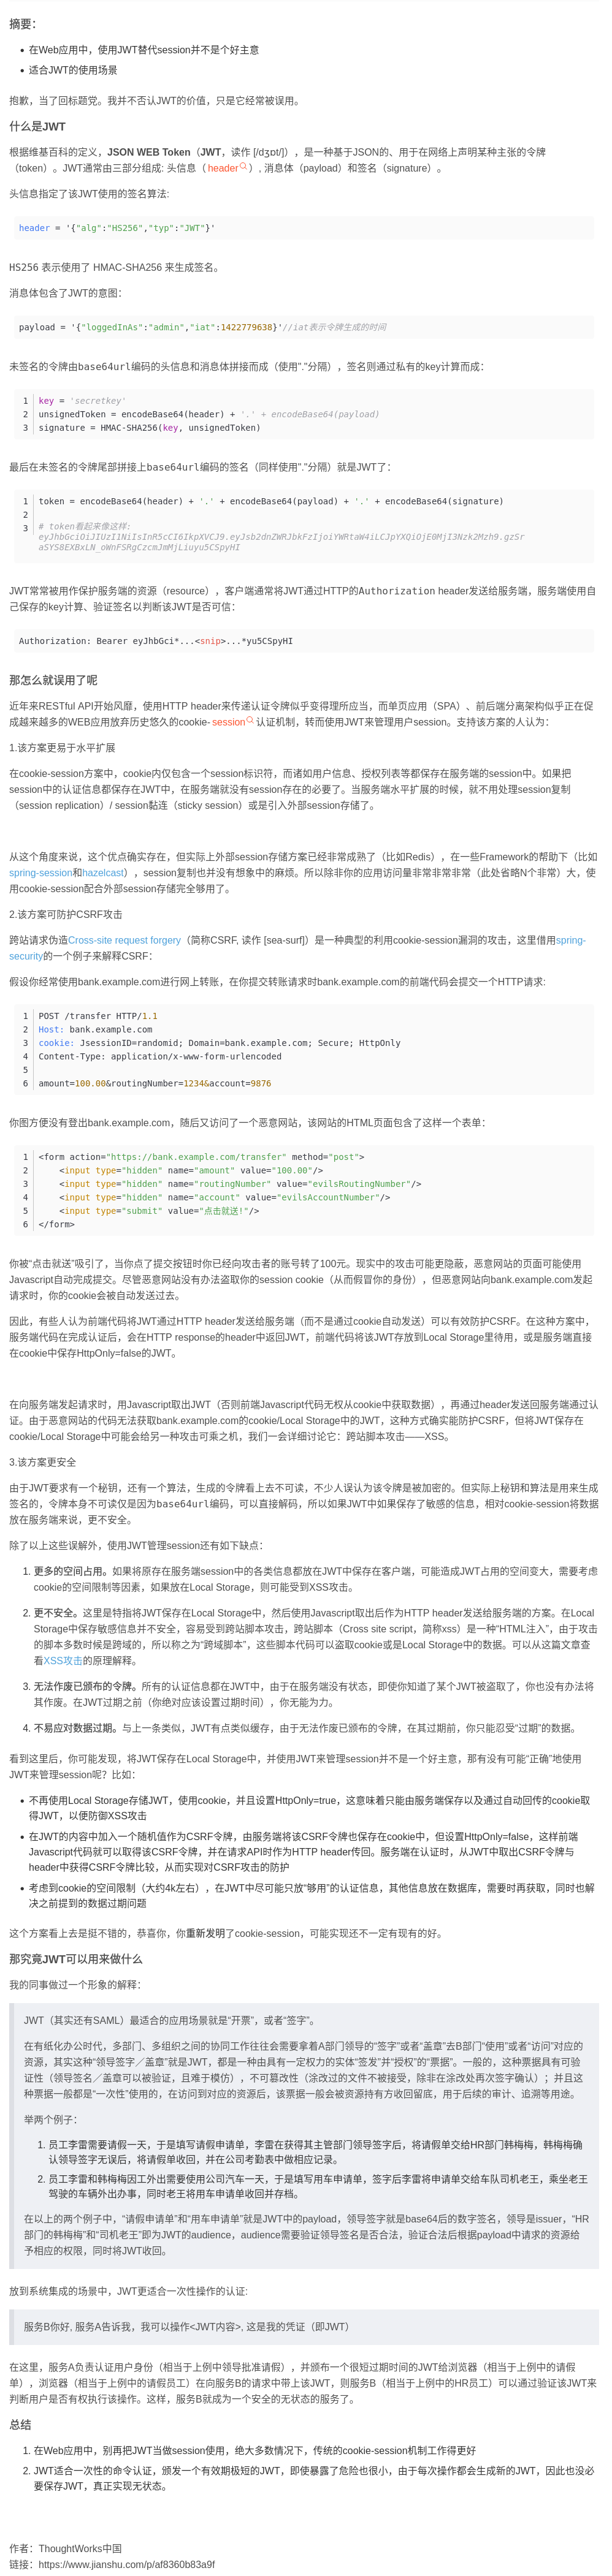 摘要：
在Web应用中，使用JWT替代session并不是个好主意
适合JWT的使用场景
抱歉，当了回标题党。我并不否认JWT的价值，只是它经常被误用。
什么是JWT
根据维基百科的定义，JSON WEB Token（JWT，读作 [/dʒɒt/]），是一种基于JSON的、用于在网络上声明某种主张的令牌
（token）。JWT通常由三部分组成: 头信息（header），消息体（payload）和签名（signature）。
头信息指定了该JWT使用的签名算法:
header = '{"alg":"HS256","typ":"JWT"}'
HS256 表示使用了 HMAC-SHA256 来生成签名。
消息体包含了JWT的意图：
payload = '{"loggedInAs":"admin","iat":1422779638}'//iat表示令牌生成的时间
未签名的令牌由base64url编码的头信息和消息体拼接而成（使用"."分隔），签名则通过私有的key计算而成：
1 key = 'secretkey'
2 unsignedToken = encodeBase64(header) + '.' + encodeBase64(payload)
3 signature = HMAC-SHA256(key, unsignedToken)
最后在未签名的令牌尾部拼接上base64url编码的签名（同样使用"."分隔）就是JWT了：
1 token = encodeBase64(header) + '.' + encodeBase64(payload) + '.' + encodeBase64(signature)
2
3 # token看起来像这样:
eyJhbGciOiJIUzI1NiIsInR5cCI6IkpXVCJ9.eyJsb2dnZWRJbkFzIjoiYWRtaW4iLCJpYXQiOjE0MjI3Nzk2Mzh9.gzSr
aSYS8EXBxLN_oWnFSRgCzcmJmMjLiuyu5CSpyHI
JWT常常被用作保护服务端的资源（resource），客户端通常将JWT通过HTTP的Authorization header发送给服务端，服务端使用自
己保存的key计算、验证签名以判断该JWT是否可信：
Authorization: Bearer eyJhbGci*...<snip>...*yu5CSpyHI
那怎么就误用了呢
近年来RESTful API开始风靡，使用HTTP header来传递认证令牌似乎变得理所应当，而单页应用（SPA）、前后端分离架构似乎正在促
成越来越多的WEB应用放弃历史悠久的cookie-session认证机制，转而使用JWT来管理用户session。支持该方案的人认为：
1.该方案更易于水平扩展
在cookie-session方案中，cookie内仅包含一个session标识符，而诸如用户信息、授权列表等都保存在服务端的session中。如果把
session中的认证信息都保存在JWT中，在服务端就没有session存在的必要了。当服务端水平扩展的时候，就不用处理session复制
（session replication）/ session黏连（sticky session）或是引入外部session存储了。
从这个角度来说，这个优点确实存在，但实际上外部session存储方案已经非常成熟了（比如Redis），在一些Framework的帮助下（比如
spring-session和hazelcast），session复制也并没有想象中的麻烦。所以除非你的应用访问量非常非常非常（此处省略N个非常）大，使
用cookie-session配合外部session存储完全够用了。
2.该方案可防护CSRF攻击
跨站请求伪造Cross-site request forgery（简称CSRF, 读作 [sea-surf]）是一种典型的利用cookie-session漏洞的攻击，这里借用spring-
security的一个例子来解释CSRF：
假设你经常使用bank.example.com进行网上转账，在你提交转账请求时bank.example.com的前端代码会提交一个HTTP请求:
1 POST /transfer HTTP/1.1
2 Host: bank.example.com
3 cookie: JsessionID=randomid; Domain=bank.example.com; Secure; HttpOnly
4 Content-Type: application/x-www-form-urlencoded
5
6 amount=100.00&routingNumber=1234&account=9876
你图方便没有登出bank.example.com，随后又访问了一个恶意网站，该网站的HTML页面包含了这样一个表单：
1 <form action="https://bank.example.com/transfer" method="post">
2 <input type="hidden" name="amount" value="100.00"/>
3 <input type="hidden" name="routingNumber" value="evilsRoutingNumber"/>
4 <input type="hidden" name="account" value="evilsAccountNumber"/>
5 <input type="submit" value="点击就送!"/>
6 </form>
你被“点击就送”吸引了，当你点了提交按钮时你已经向攻击者的账号转了100元。现实中的攻击可能更隐蔽，恶意网站的页面可能使用
Javascript自动完成提交。尽管恶意网站没有办法盗取你的session cookie（从而假冒你的身份），但恶意网站向bank.example.com发起
请求时，你的cookie会被自动发送过去。
因此，有些人认为前端代码将JWT通过HTTP header发送给服务端（而不是通过cookie自动发送）可以有效防护CSRF。在这种方案中，
服务端代码在完成认证后，会在HTTP response的header中返回JWT，前端代码将该JWT存放到Local Storage里待用，或是服务端直接
在cookie中保存HttpOnly=false的JWT。
在向服务端发起请求时，用Javascript取出JWT（否则前端Javascript代码无权从cookie中获取数据），再通过header发送回服务端通过认
证。由于恶意网站的代码无法获取bank.example.com的cookie/Local Storage中的JWT，这种方式确实能防护CSRF，但将JWT保存在
cookie/Local Storage中可能会给另一种攻击可乘之机，我们一会详细讨论它：跨站脚本攻击——XSS。
3.该方案更安全
由于JWT要求有一个秘钥，还有一个算法，生成的令牌看上去不可读，不少人误认为该令牌是被加密的。但实际上秘钥和算法是用来生成
签名的，令牌本身不可读仅是因为base64url编码，可以直接解码，所以如果JWT中如果保存了敏感的信息，相对cookie-session将数据
放在服务端来说，更不安全。
除了以上这些误解外，使用JWT管理session还有如下缺点：
1. 更多的空间占用。如果将原存在服务端session中的各类信息都放在JWT中保存在客户端，可能造成JWT占用的空间变大，需要考虑
cookie的空间限制等因素，如果放在Local Storage，则可能受到XSS攻击。
2. 更不安全。这里是特指将JWT保存在Local Storage中，然后使用Javascript取出后作为HTTP header发送给服务端的方案。在Local
Storage中保存敏感信息并不安全，容易受到跨站脚本攻击，跨站脚本（Cross site script，简称xss）是一种“HTML注入”，由于攻击
的脚本多数时候是跨域的，所以称之为“跨域脚本”，这些脚本代码可以盗取cookie或是Local Storage中的数据。可以从这篇文章查
看XSS攻击的原理解释。
3. 无法作废已颁布的令牌。所有的认证信息都在JWT中，由于在服务端没有状态，即使你知道了某个JWT被盗取了，你也没有办法将
其作废。在JWT过期之前（你绝对应该设置过期时间），你无能为力。
4. 不易应对数据过期。与上一条类似，JWT有点类似缓存，由于无法作废已颁布的令牌，在其过期前，你只能忍受“过期”的数据。
看到这里后，你可能发现，将JWT保存在Local Storage中，并使用JWT来管理session并不是一个好主意，那有没有可能“正确”地使用
JWT来管理session呢？比如：
不再使用Local Storage存储JWT，使用cookie，并且设置HttpOnly=true，这意味着只能由服务端保存以及通过自动回传的cookie取
得JWT，以便防御XSS攻击
在JWT的内容中加入一个随机值作为CSRF令牌，由服务端将该CSRF令牌也保存在cookie中，但设置HttpOnly=false，这样前端
Javascript代码就可以取得该CSRF令牌，并在请求API时作为HTTP header传回。服务端在认证时，从JWT中取出CSRF令牌与
header中获得CSRF令牌比较，从而实现对CSRF攻击的防护
考虑到cookie的空间限制（大约4k左右），在JWT中尽可能只放“够用”的认证信息，其他信息放在数据库，需要时再获取，同时也解
决之前提到的数据过期问题
这个方案看上去是挺不错的，恭喜你，你重新发明了cookie-session，可能实现还不一定有现有的好。
那究竟JWT可以用来做什么
我的同事做过一个形象的解释：
JWT（其实还有SAML）最适合的应用场景就是“开票”，或者“签字”。
在有纸化办公时代，多部门、多组织之间的协同工作往往会需要拿着A部门领导的“签字”或者“盖章”去B部门“使用”或者“访问”对应的
资源，其实这种“领导签字／盖章”就是JWT，都是一种由具有一定权力的实体“签发”并“授权”的“票据”。一般的，这种票据具有可验
证性（领导签名／盖章可以被验证，且难于模仿），不可篡改性（涂改过的文件不被接受，除非在涂改处再次签字确认）；并且这
种票据一般都是“一次性”使用的，在访问到对应的资源后，该票据一般会被资源持有方收回留底，用于后续的审计、追溯等用途。
举两个例子：
1. 员工李雷需要请假一天，于是填写请假申请单，李雷在获得其主管部门领导签字后，将请假单交给HR部门韩梅梅，韩梅梅确
认领导签字无误后，将请假单收回，并在公司考勤表中做相应记录。
2. 员工李雷和韩梅梅因工外出需要使用公司汽车一天，于是填写用车申请单，签字后李雷将申请单交给车队司机老王，乘坐老王
驾驶的车辆外出办事，同时老王将用车申请单收回并存档。
在以上的两个例子中，“请假申请单”和“用车申请单”就是JWT中的payload，领导签字就是base64后的数字签名，领导是issuer，“HR
部门的韩梅梅”和“司机老王”即为JWT的audience，audience需要验证领导签名是否合法，验证合法后根据payload中请求的资源给
予相应的权限，同时将JWT收回。
放到系统集成的场景中，JWT更适合一次性操作的认证:
服务B你好, 服务A告诉我，我可以操作<JWT内容>, 这是我的凭证（即JWT）
在这里，服务A负责认证用户身份（相当于上例中领导批准请假），并颁布一个很短过期时间的JWT给浏览器（相当于上例中的请假
单），浏览器（相当于上例中的请假员工）在向服务B的请求中带上该JWT，则服务B（相当于上例中的HR员工）可以通过验证该JWT来
判断用户是否有权执行该操作。这样，服务B就成为一个安全的无状态的服务了。
总结
1. 在Web应用中，别再把JWT当做session使用，绝大多数情况下，传统的cookie-session机制工作得更好
2. JWT适合一次性的命令认证，颁发一个有效期极短的JWT，即使暴露了危险也很小，由于每次操作都会生成新的JWT，因此也没必
要保存JWT，真正实现无状态。
作者：ThoughtWorks中国
链接：https://www.jianshu.com/p/af8360b83a9f